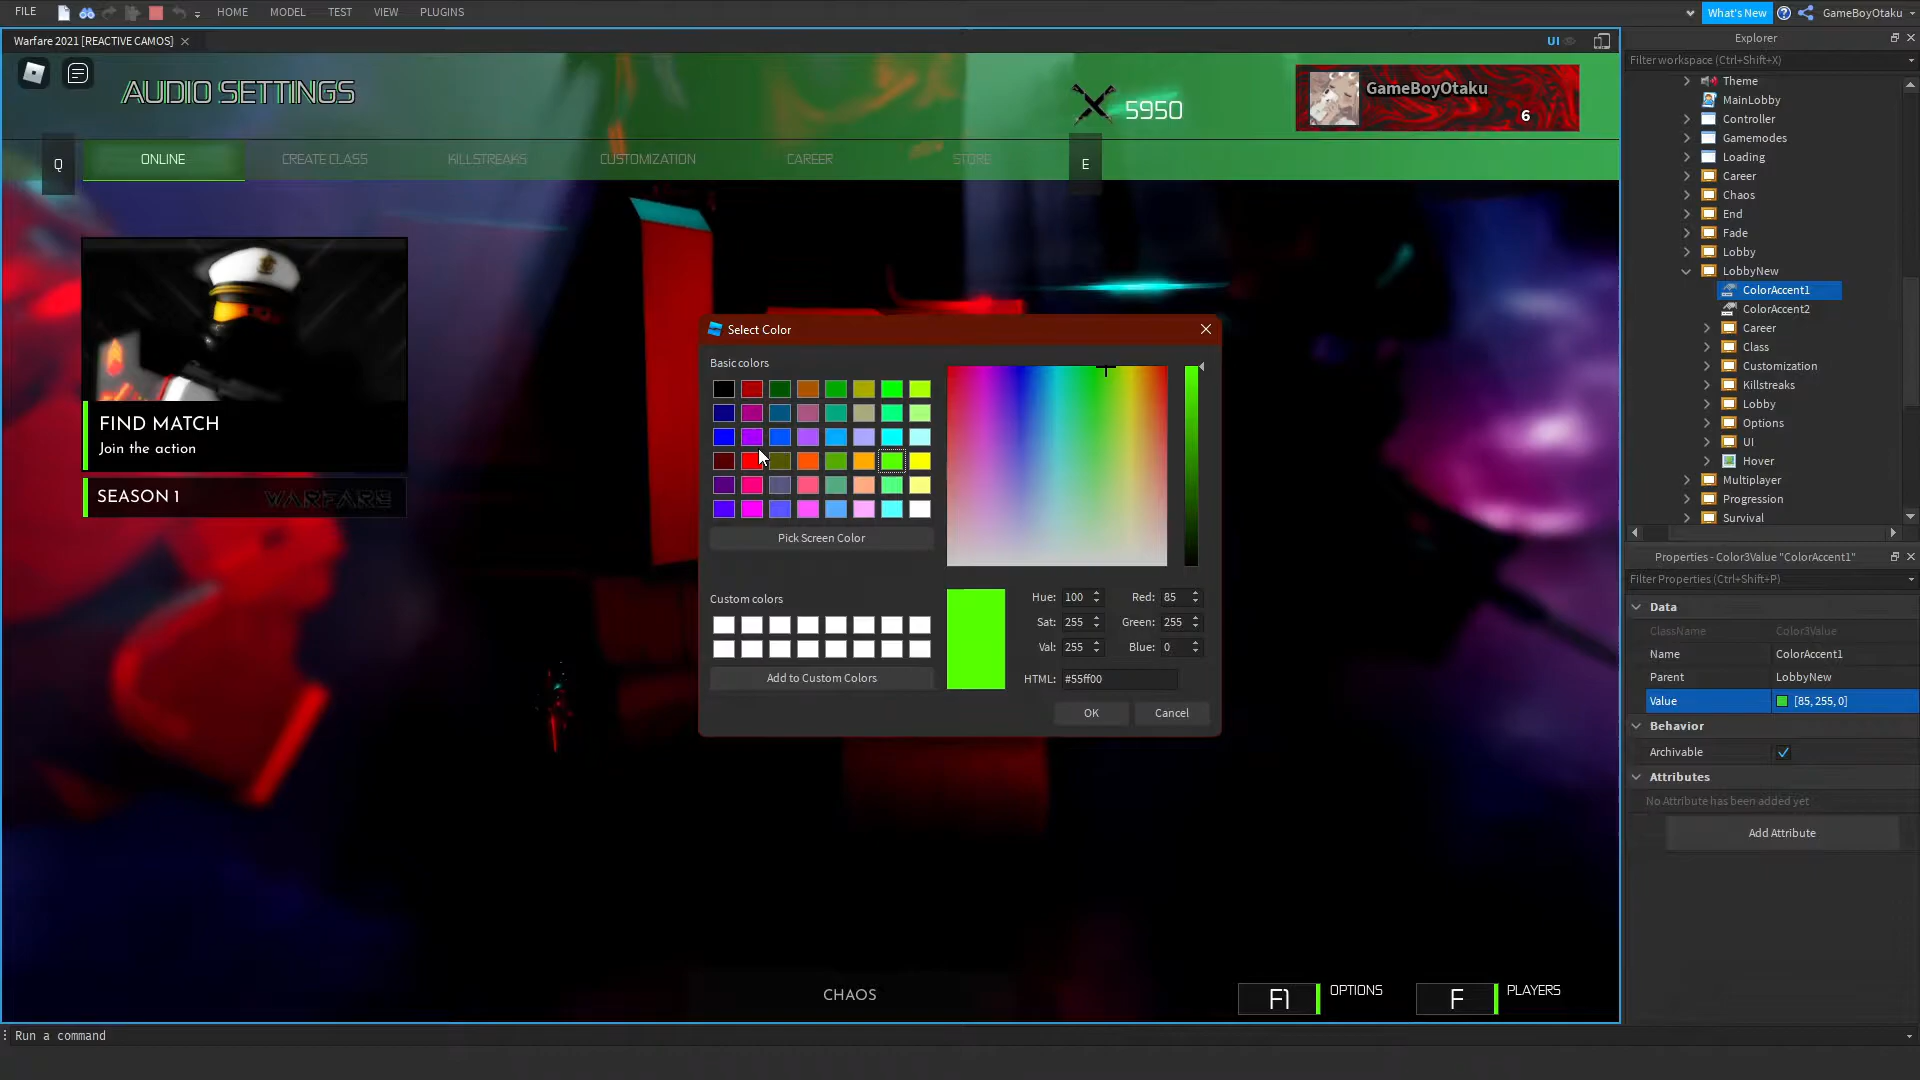 FILE HOME MODEL TEST VIEW PLUGINS What's New GameBoyOtaku
Warfare 2021 [REACTIVE CAMOS] UI
AUDIO SETTINGS
5950
GameBoyOtaku
6
Q ONLINE CREATE CLASS KILLSTREAKS CUSTOMIZATION CAREER STORE E
FIND MATCH
Join the action
SEASON 1 WARFARE
Select Color
Basic colors
Pick Screen Color
Custom colors
Add to Custom Colors
Hue: 100 Red: 85
Sat: 255 Green: 255
Val: 255 Blue: 0
HTML: #55ff00
OK Cancel
CHAOS
F1 OPTIONS F PLAYERS
Run a command
Explorer
Filter workspace (Ctrl+Shift+X)
Theme
MainLobby
Controller
Gamemodes
Loading
Career
Chaos
End
Fade
Lobby
LobbyNew
ColorAccent1
ColorAccent2
Career
Class
Customization
Killstreaks
Lobby
Options
UI
Hover
Multiplayer
Progression
Survival
Properties - Color3Value "ColorAccent1"
Filter Properties (Ctrl+Shift+P)
Data
ClassName Color3Value
Name ColorAccent1
Parent LobbyNew
Value [85, 255, 0]
Behavior
Archivable
Attributes
No Attribute has been added yet
Add Attribute